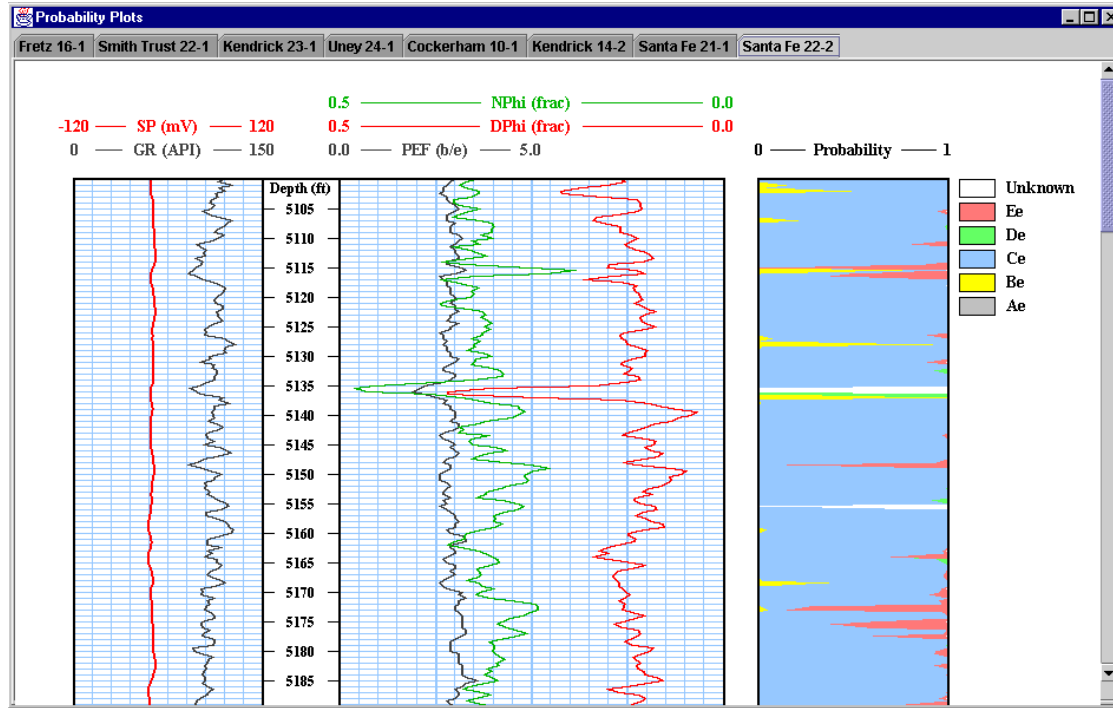 Probability Plots
Fretz 16-1 Smith Trust 22-1 Kendrick 23-1 Uney 24-1 Cockerham 10-1 Kendrick 14-2 Santa Fe 21-1 Santa Fe 22-2
0.5 NPhi (frac) 0.0
-120 SP (mV) 120 0.5 DPhi (frac) 0.0
0 GR (API) 150 0.0 PEF (b/e) 5.0 0 Probability 1
Depth (ft)
5105
5110
5115
5120
5125
5130
5135
5140
5145
5150
5155
5160
5165
5170
5175
5180
5185
Unknown
Ee
De
Ce
Be
Ae